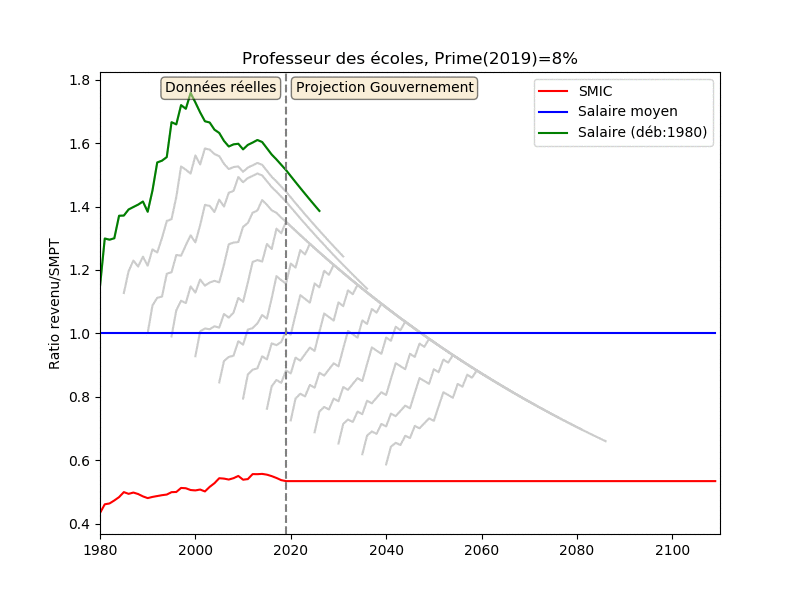 Professeur des écoles, Prime(2019)=8%
Données réelles
Projection Gouvernement
SMIC
Salaire moyen
Salaire (déb:1980)
Ratio revenu/SMPT
1.8
1.6
1.4
1.2
1.0
0.8
0.6
0.4
1980
2000
2020
2040
2060
2080
2100